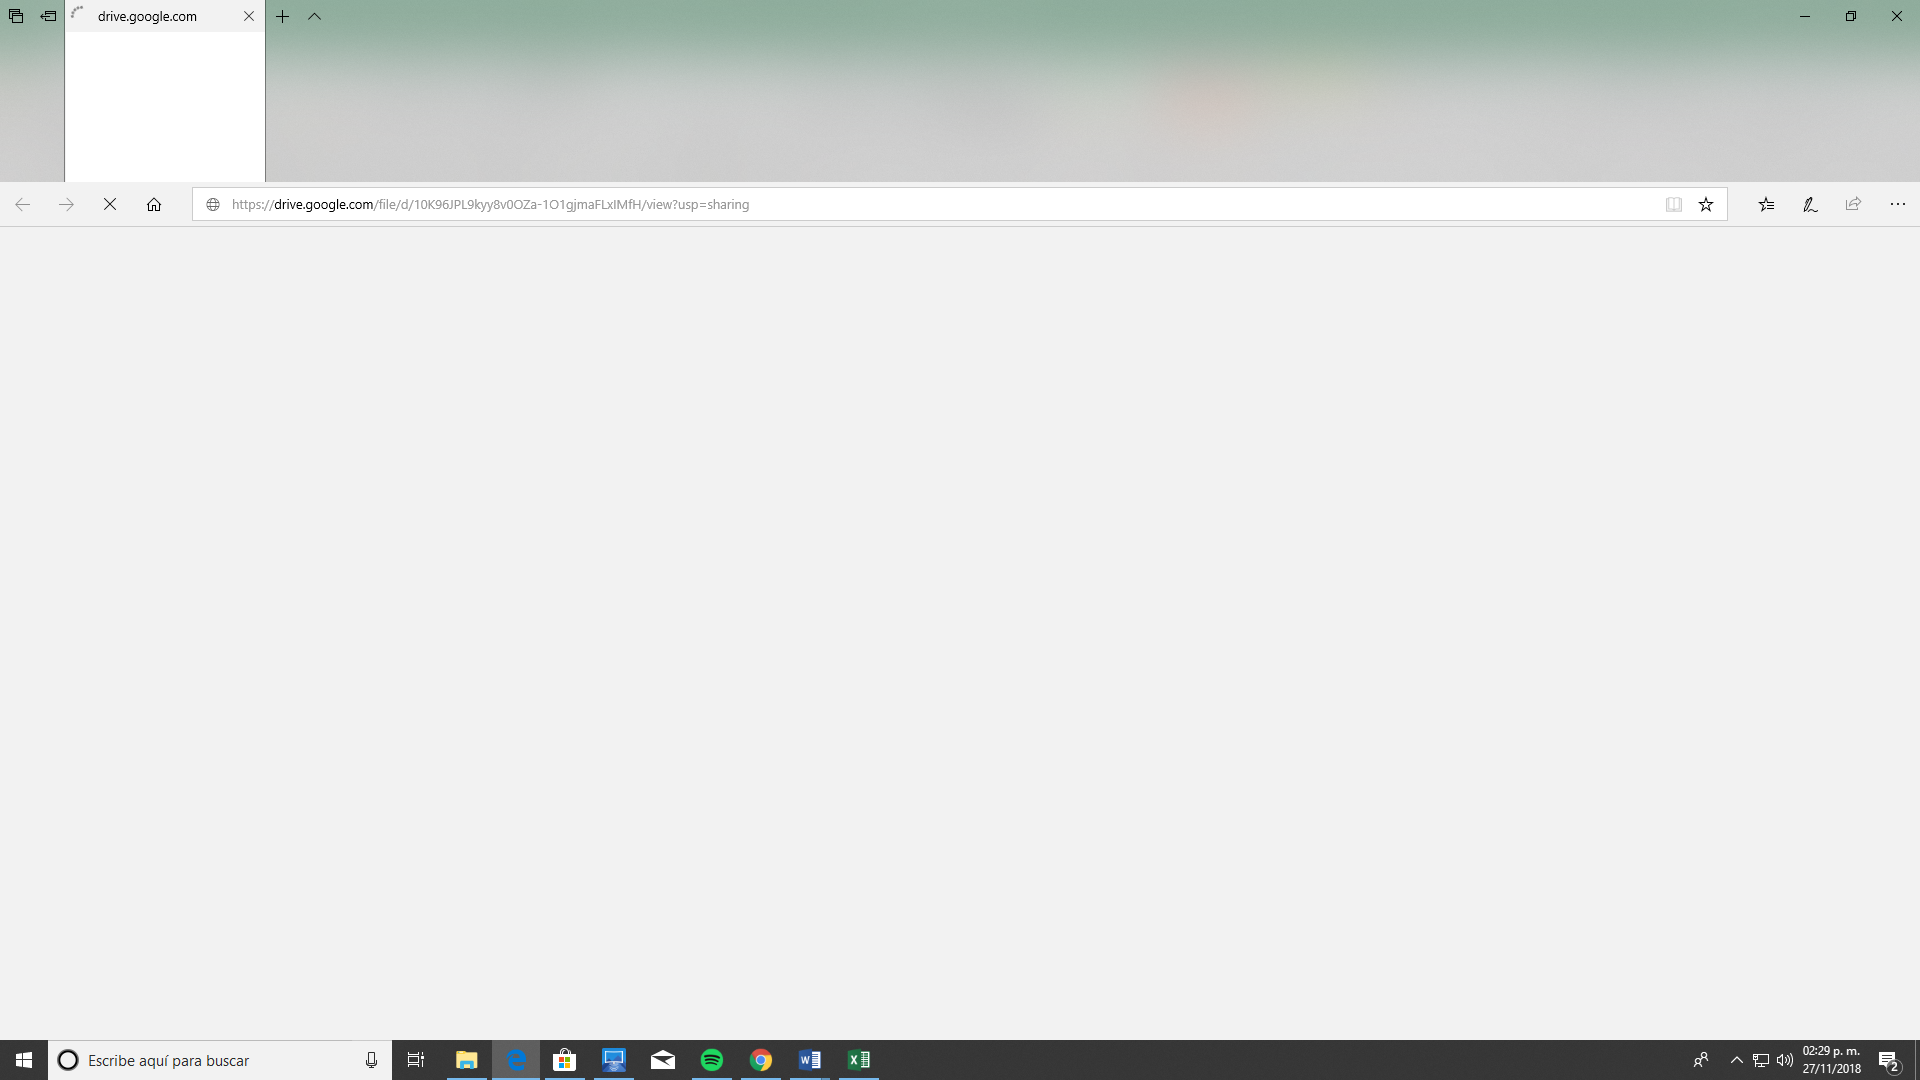 drive.google.com
https://drive.google.com/file/d/10K96JPL9kyy8v0OZa-1O1gjmaFLxIMfH/view?usp=sharing
Escribe aquí para buscar
02:29 p. m.
27/11/2018
2